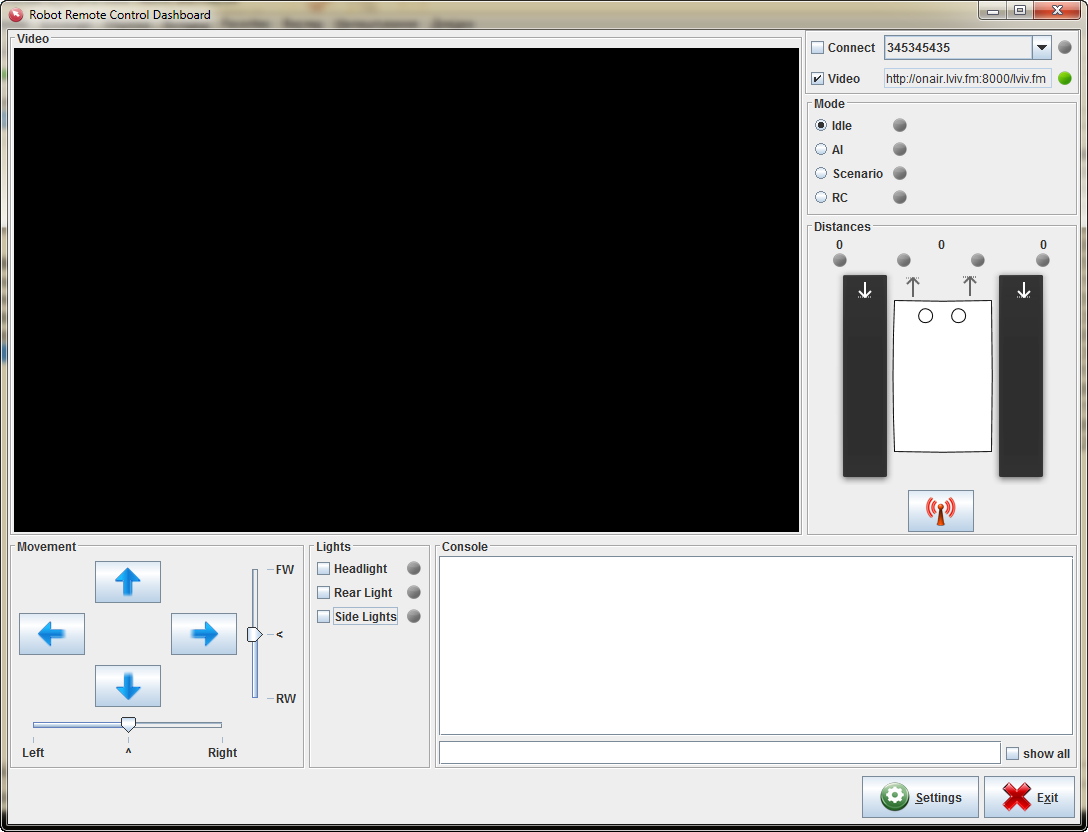 Robot Remote Control Dashboard
Video
Connect 345345435
Video http://onair.lviv.fm:8000/lviv.fm
Mode
Idle
AI
Scenario
RC
Distances
0 0 0
Movement
FW
<
RW
Left ^ Right
Lights
Headlight
Rear Light
Side Lights
Console
show all
Settings
Exit